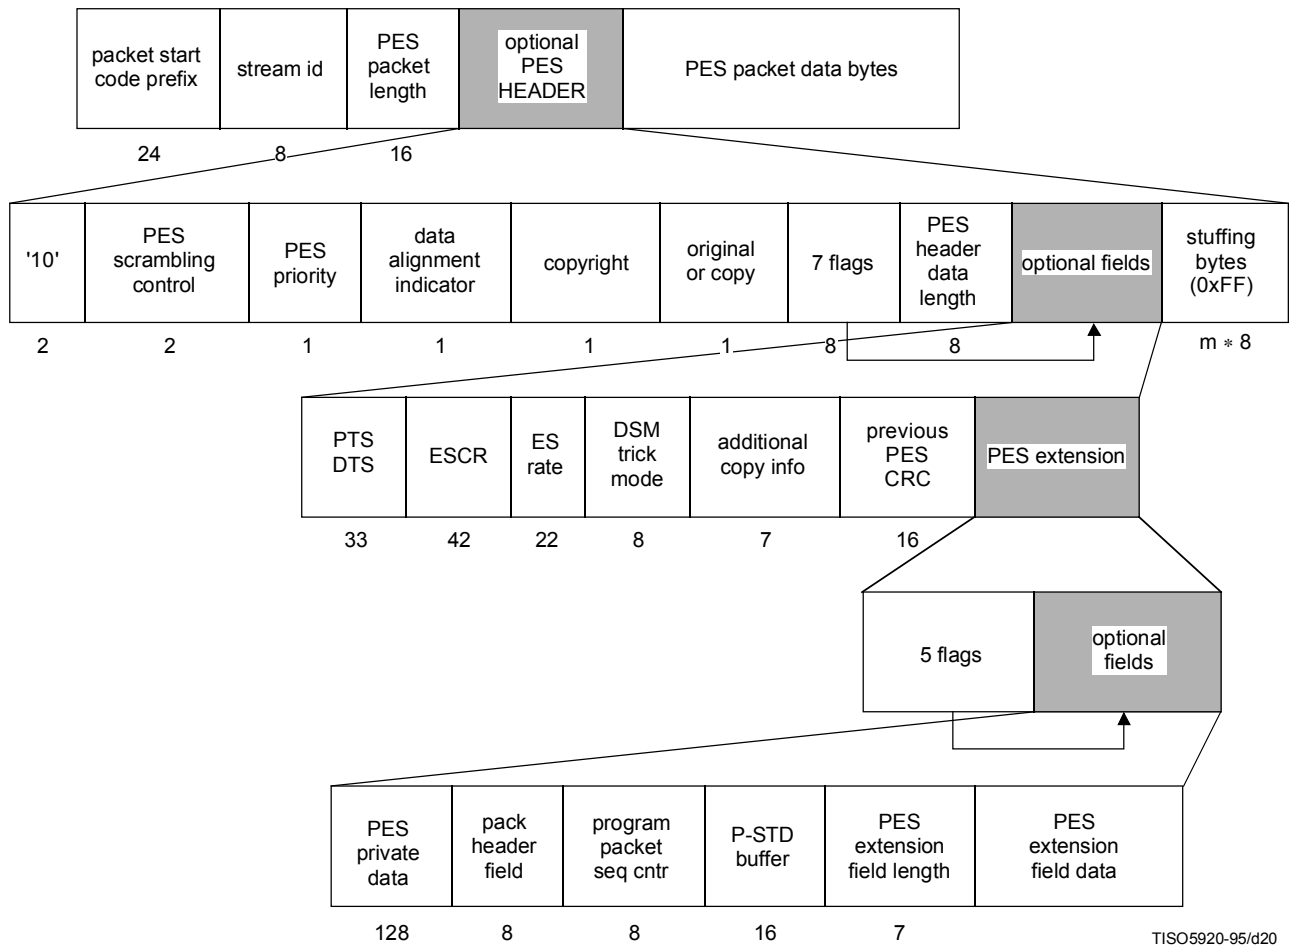 packet start
code prefix
stream id
PES
packet
length
optional
PES
HEADER
PES packet data bytes
24
8
16
'10'
PES
scrambling
control
PES
priority
data
alignment
indicator
copyright
original
or copy
7 flags
PES
header
data
length
optional fields
stuffing
bytes
(0xFF)
2
2
1
1
1
1
8
8
m ∗ 8
PTS
DTS
ESCR
ES
rate
DSM
trick
mode
additional
copy info
previous
PES
CRC
PES extension
33
42
22
8
7
16
5 flags
optional
fields
PES
private
data
pack
header
field
program
packet
seq cntr
P-STD
buffer
PES
extension
field length
PES
extension
field data
128
8
8
16
7
TISO5920-95/d20